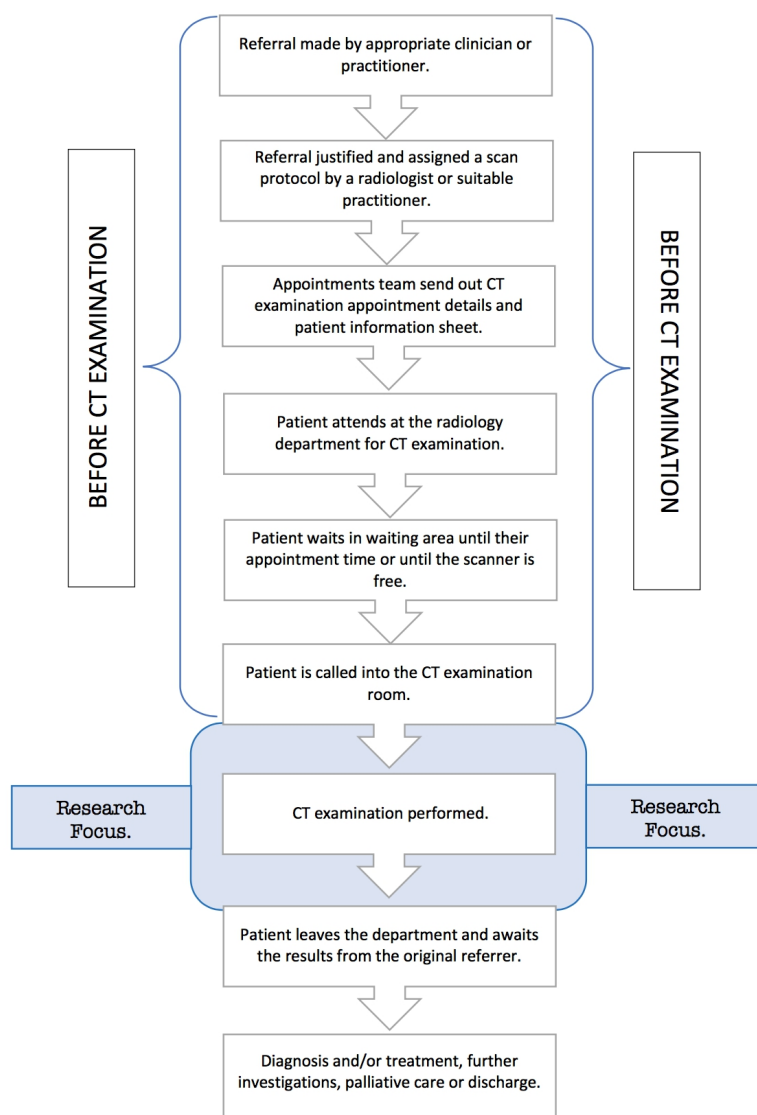 Referral made by appropriate clinician or
practitioner.
Referral justified and assigned a scan
protocol by a radiologist or suitable
practitioner.
BEFORE CT EXAMINATION
BEFORE CT EXAMINATION
Appointments team send out CT
examination appointment details and
patient information sheet.
Patient attends at the radiology
department for CT examination.
Patient waits in waiting area until their
appointment time or until the scanner is
free.
Patient is called into the CT examination
room.
Research
Focus.
CT examination performed.
Research
Focus.
Patient leaves the department and awaits
the results from the original referrer.
Diagnosis and/or treatment, further
investigations, palliative care or discharge.